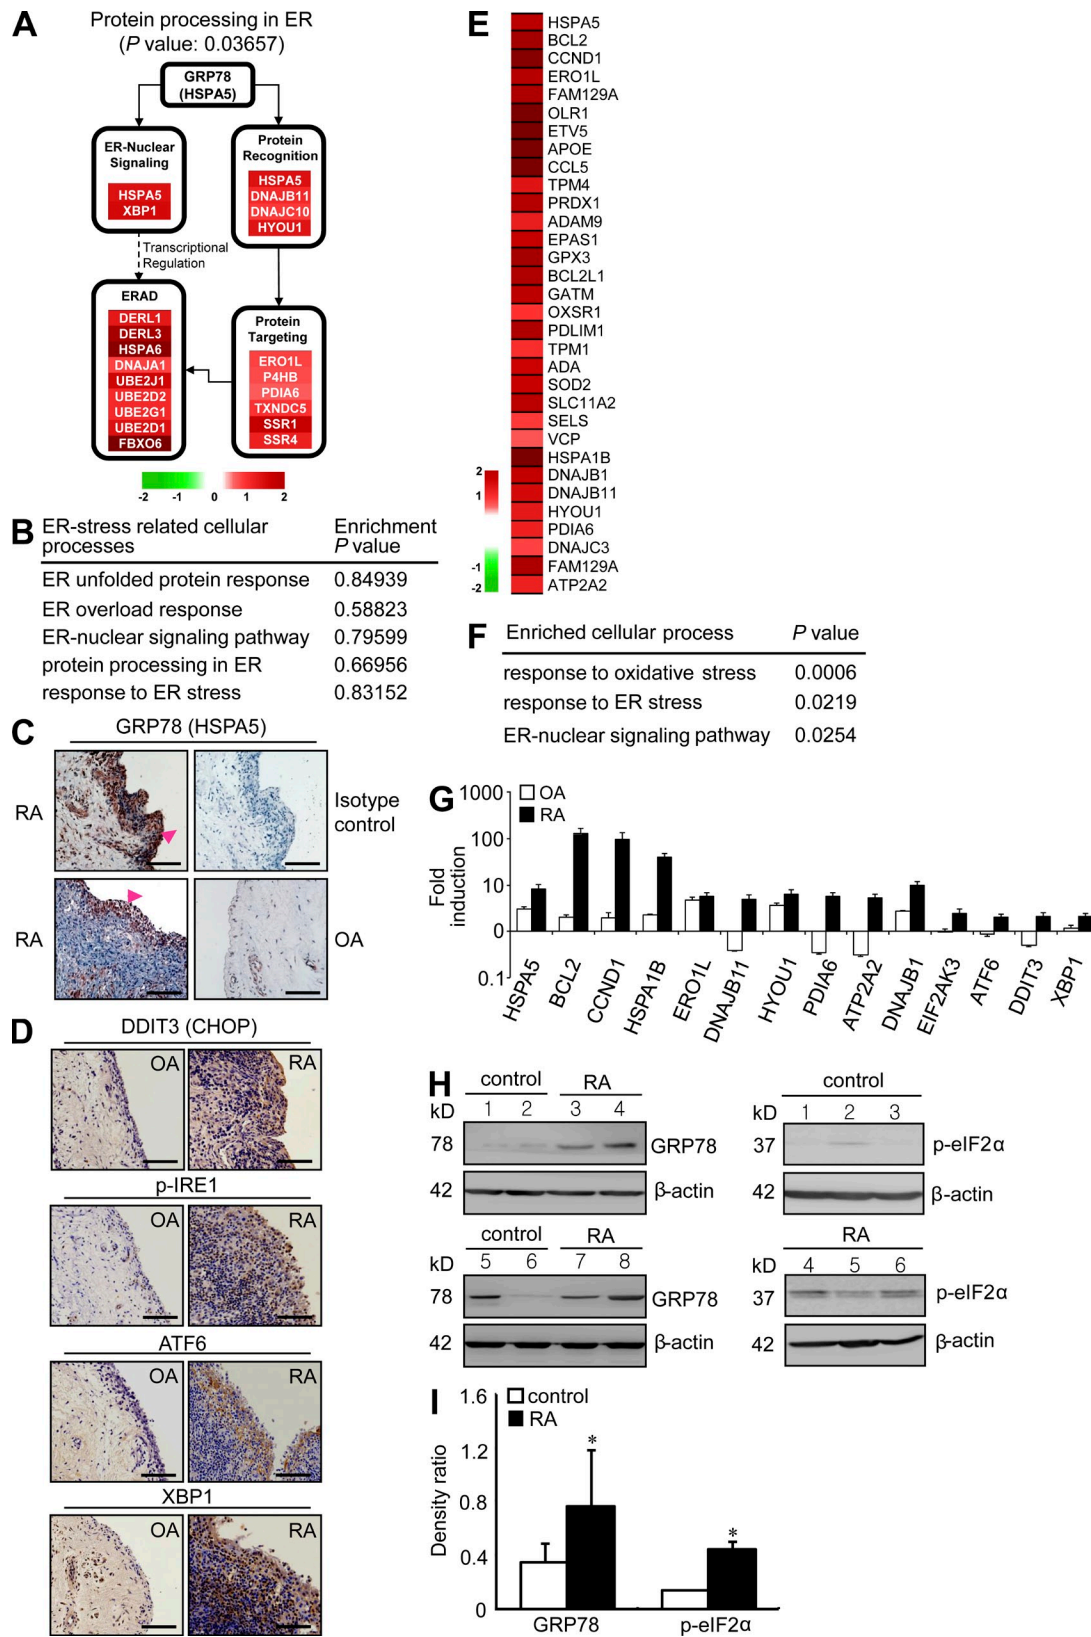 A
Protein processing in ER
(P value: 0.03657)
GRP78
(HSPA5)
ER-Nuclear
Signaling
HSPA5
XBP1
Protein
Recognition
HSPA5
DNAJB11
DNAJC10
HYOU1
Transcriptional
Regulation
ERAD
DERL1
DERL3
HSPA6
DNAJA1
UBE2J1
UBE2D2
UBE2G1
UBE2D1
FBXO6
Protein
Targeting
ERO1L
P4HB
PDIA6
TXNDC5
SSR1
SSR4
-2 -1 0 1 2
B
ER-stress related cellular processes Enrichment P value
ER unfolded protein response 0.84939
ER overload response 0.58823
ER-nuclear signaling pathway 0.79599
protein processing in ER 0.66956
response to ER stress 0.83152
C
GRP78 (HSPA5)
RA
Isotype
control
RA
OA
D
DDIT3 (CHOP)
OA RA
p-IRE1
OA RA
ATF6
OA RA
XBP1
OA RA
E
HSPA5
BCL2
CCND1
ERO1L
FAM129A
OLR1
ETV5
APOE
CCL5
TPM4
PRDX1
ADAM9
EPAS1
GPX3
BCL2L1
GATM
OXSR1
PDLIM1
TPM1
ADA
SOD2
SLC11A2
SELS
VCP
HSPA1B
DNAJB1
DNAJB11
HYOU1
PDIA6
DNAJC3
FAM129A
ATP2A2
2
1
-1
-2
F
Enriched cellular process P value
response to oxidative stress 0.0006
response to ER stress 0.0219
ER-nuclear signaling pathway 0.0254
G
OA
RA
Fold
induction
1000
100
10
0
0.1
HSPA5 BCL2 CCND1 HSPA1B ERO1L DNAJB11 HYOU1 PDIA6 ATP2A2 DNAJB1 EIF2AK3 ATF6 DDIT3 XBP1
H
control RA
kD 1 2 3 4
78 GRP78
42 β-actin
control
kD 1 2 3
37 p-eIF2α
42 β-actin
control RA
kD 5 6 7 8
78 GRP78
42 β-actin
RA
kD 4 5 6
37 p-eIF2α
42 β-actin
I
control
RA
Density ratio
1.6
1.2
0.8
0.4
0
* *
GRP78 p-eIF2α